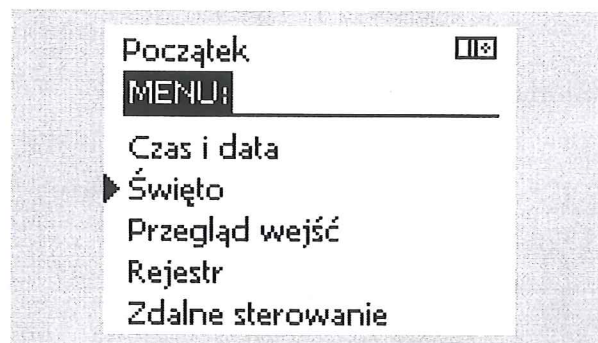 Początek
MENU:
Czas i data
Święto
Przegląd wejść
Rejestr
Zdalne sterowanie